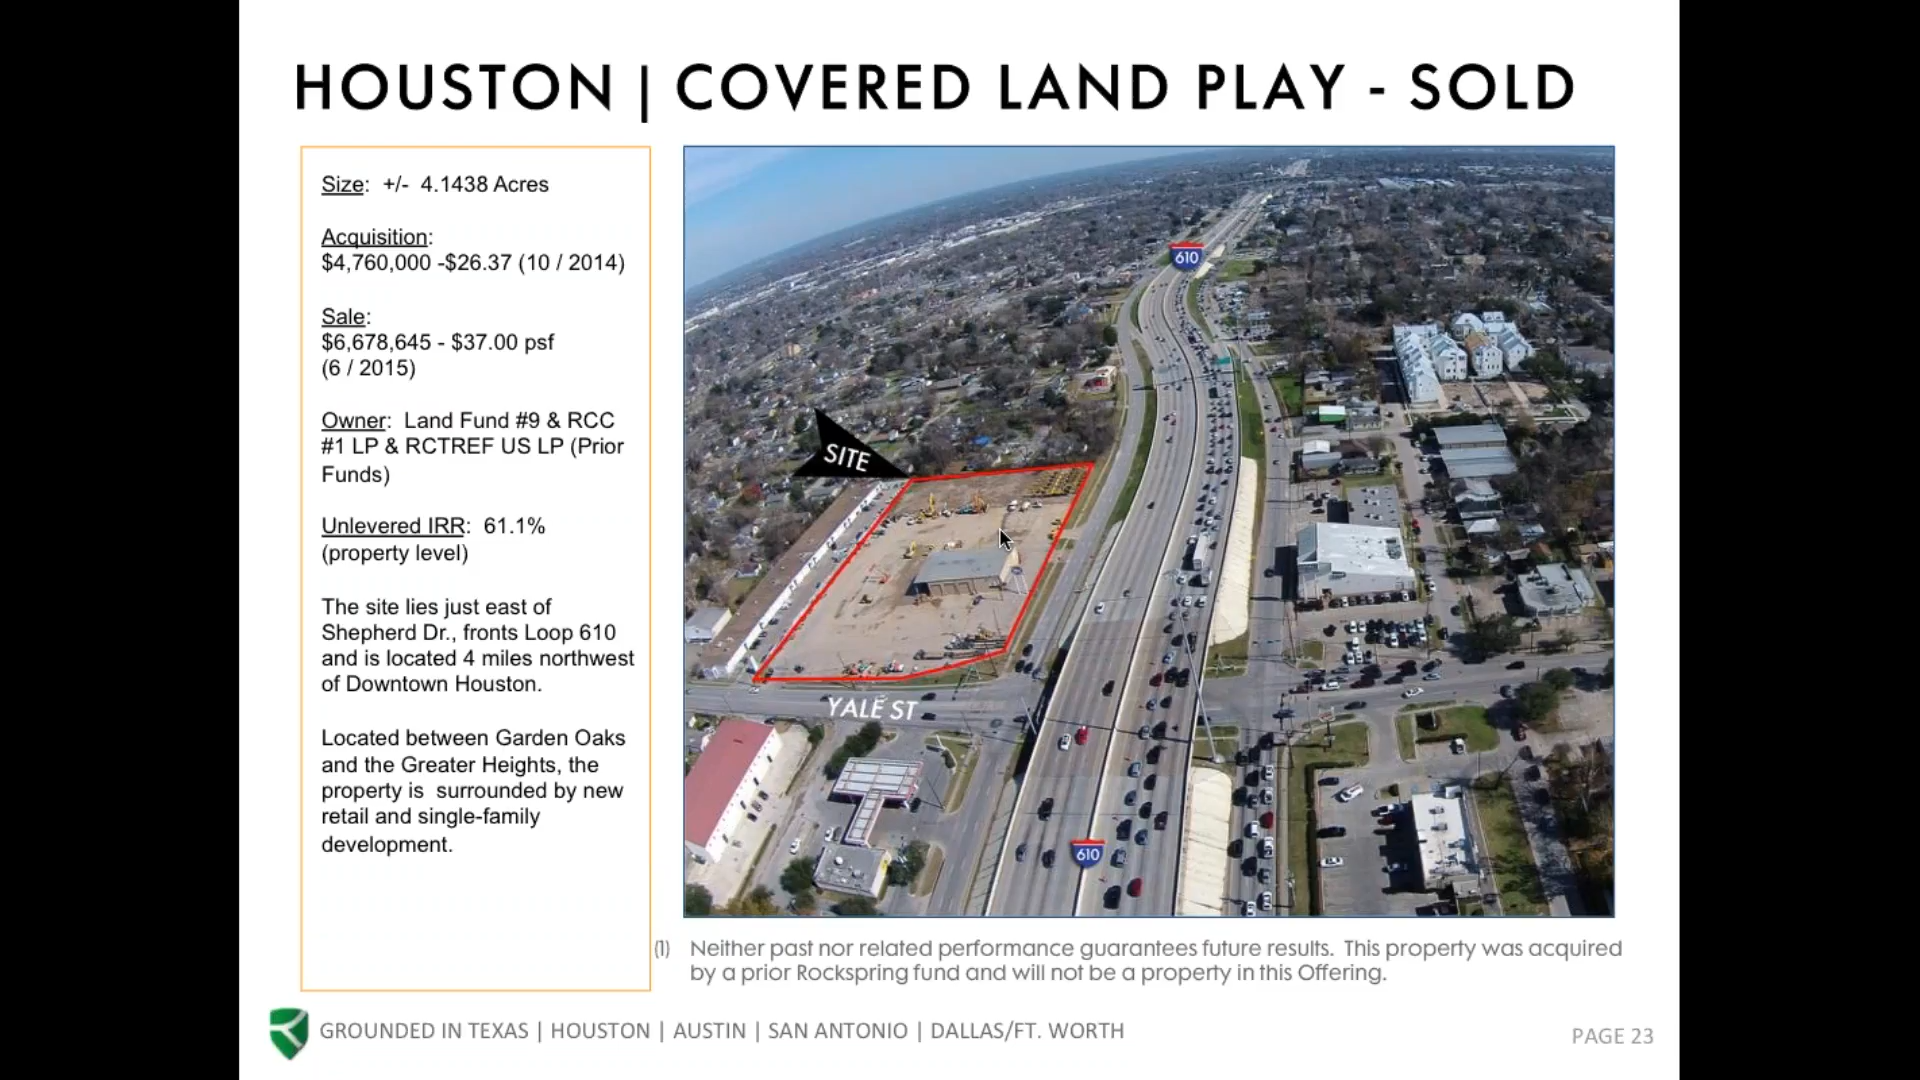 HOUSTON | COVERED LAND PLAY - SOLD
Size: +/- 4.1438 Acres
Acquisition:
$4,760,000 -$26.37 (10 / 2014)
Sale:
$6,678,645 - $37.00 psf
(6 / 2015)
Owner: Land Fund #9 & RCC
#1 LP & RCTREF US LP (Prior
Funds)
Unlevered IRR: 61.1%
(property level)
The site lies just east of
Shepherd Dr., fronts Loop 610
and is located 4 miles northwest
of Downtown Houston.
Located between Garden Oaks
and the Greater Heights, the
property is surrounded by new
retail and single-family
development.
610
SITE
YALE ST
610
(1) Neither past nor related performance guarantees future results. This property was acquired
by a prior Rockspring fund and will not be a property in this Offering.
GROUNDED IN TEXAS | HOUSTON | AUSTIN | SAN ANTONIO | DALLAS/FT. WORTH
PAGE 23